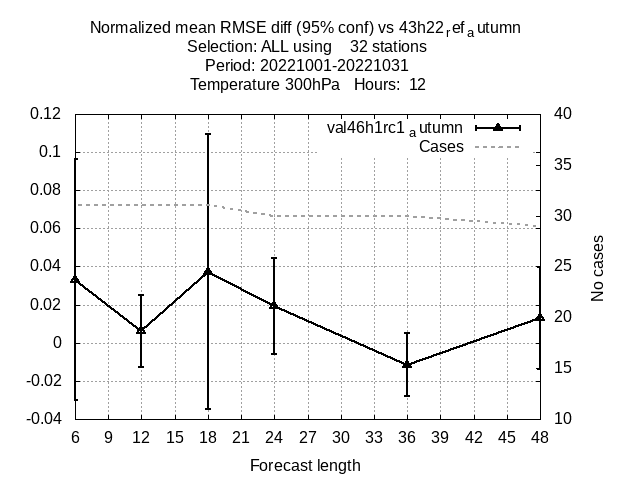 Normalized mean RMSE diff (95% conf) vs 43h22refautumn
Selection: ALL using 32 stations
Period: 20221001-20221031
Temperature 300hPa Hours: 12
0.12
0.1
0.08
0.06
0.04
0.02
0
-0.02
-0.04
val46h1rc1autumn
Cases
40
35
30
25
20
15
10
No cases
6 9 12 15 18 21 24 27 30 33 36 39 42 45 48
Forecast length